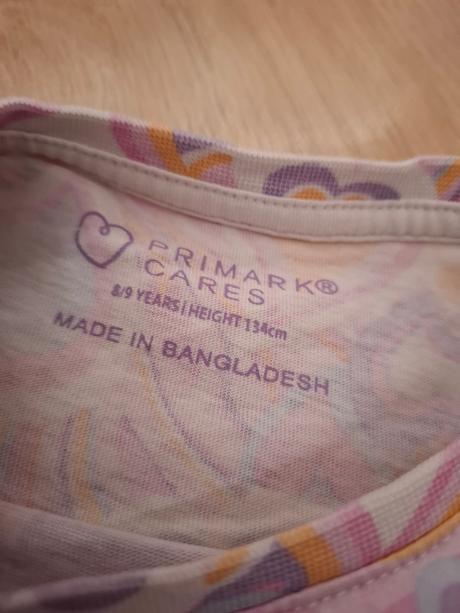 PRIMARK®
CARES
8/9 YEARS | HEIGHT 134cm
MADE IN BANGLADESH